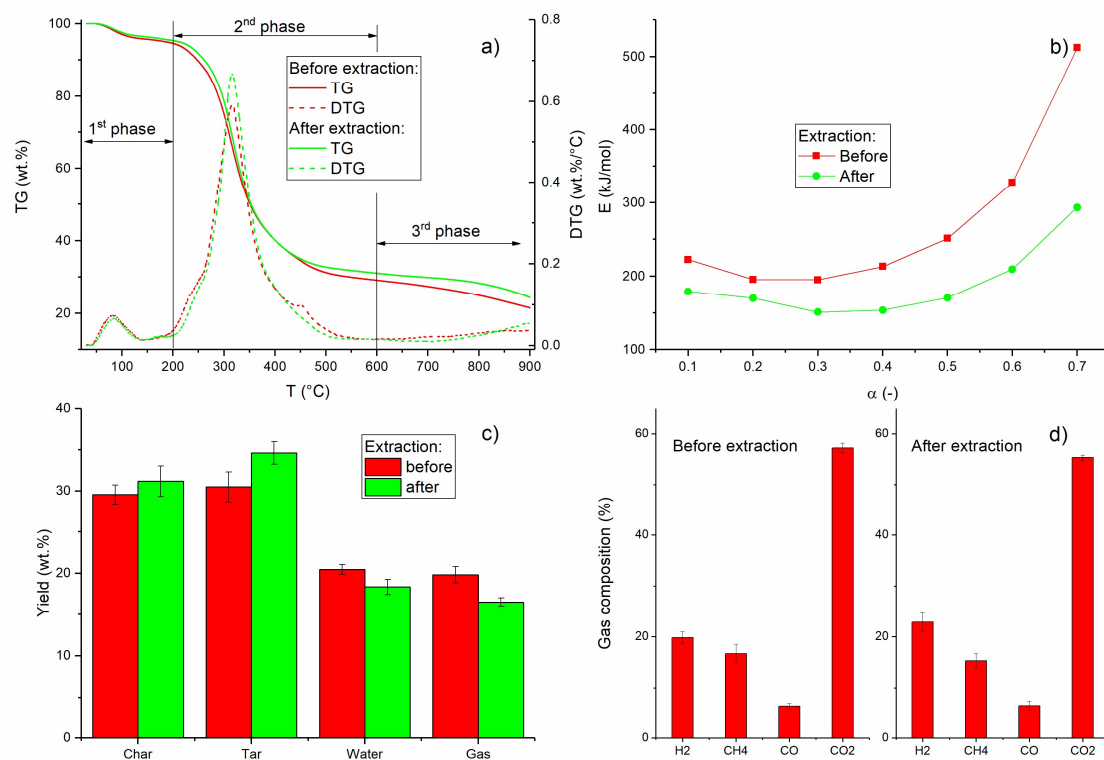 a)
2nd phase
1st phase
3rd phase
Before extraction:
TG
DTG
After extraction:
TG
DTG
TG (wt.%)
100
80
60
40
20
DTG (wt.%/°C)
0.8
0.6
0.4
0.2
0.0
100 200 300 400 500 600 700 800 900
T (°C)
b)
Extraction:
Before
After
E (kJ/mol)
500
400
300
200
150
100
0.1 0.2 0.3 0.4 0.5 0.6 0.7
α (-)
c)
Extraction:
before
after
Yield (wt.%)
40
30
20
10
0
Char Tar Water Gas
d)
Before extraction
After extraction
Gas composition (%)
60
40
20
0
H2 CH4 CO CO2
60
40
20
0
H2 CH4 CO CO2